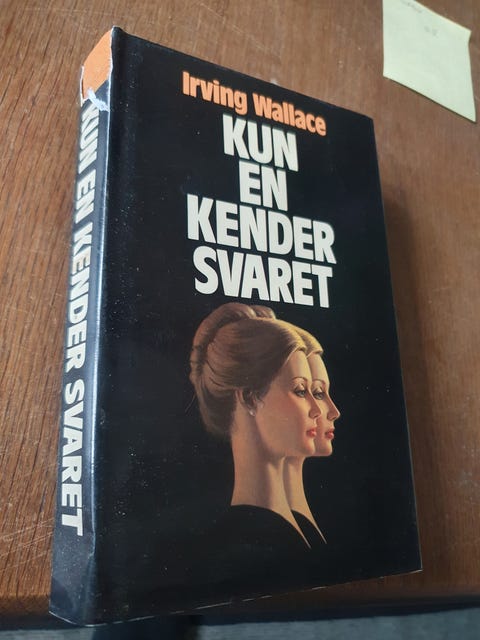 Irving Wallace
KUN
EN
KENDER
SVARET
KUN EN KENDER SVARET